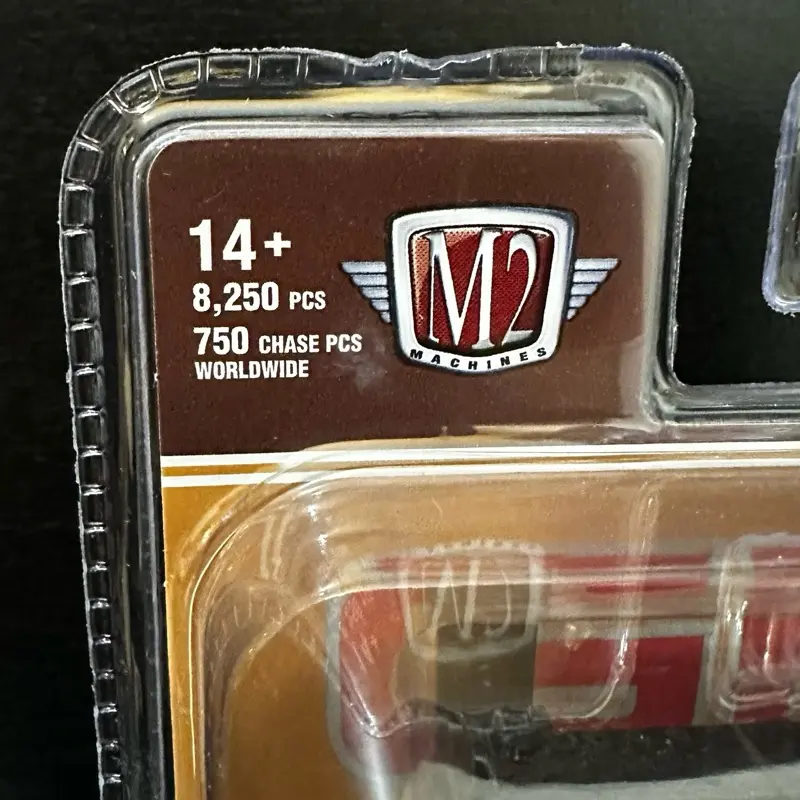 14+
8,250 PCS
750 CHASE PCS
WORLDWIDE
M2
MACHINES